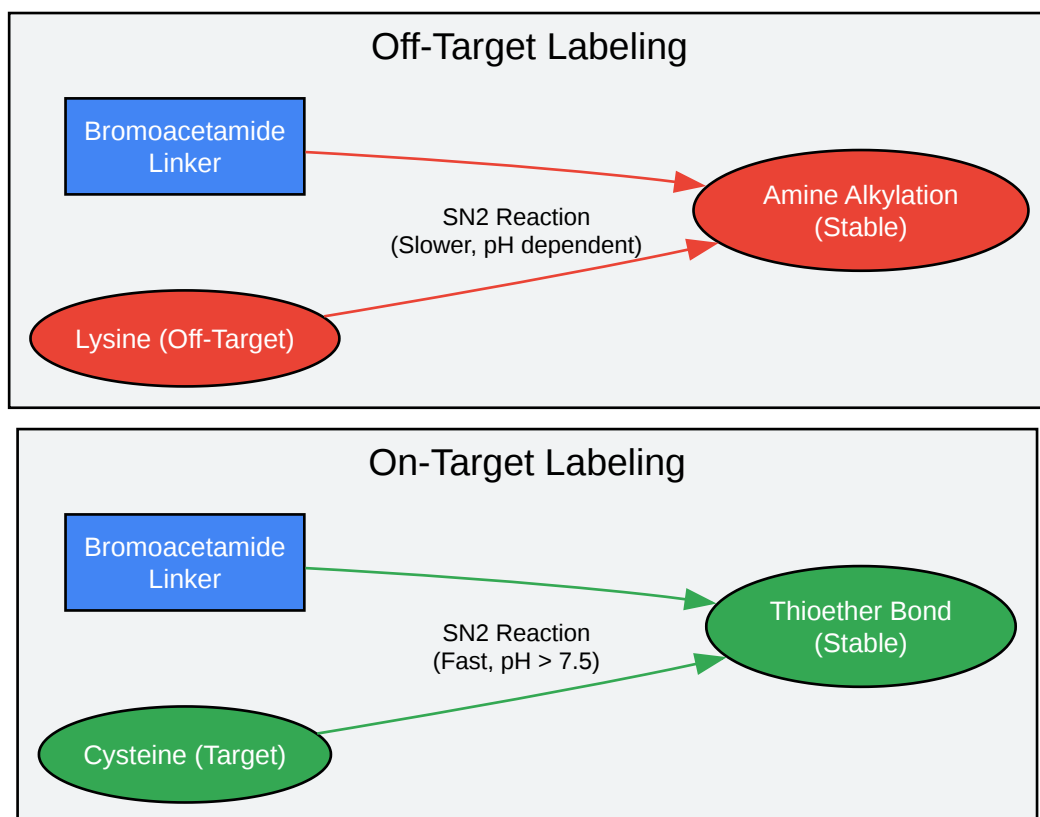 Off-Target Labeling
Bromoacetamide
Linker
Amine Alkylation
(Stable)
SN2 Reaction
(Slower, pH dependent)
Lysine (Off-Target)
On-Target Labeling
Bromoacetamide
Linker
Thioether Bond
(Stable)
SN2 Reaction
(Fast, pH > 7.5)
Cysteine (Target)